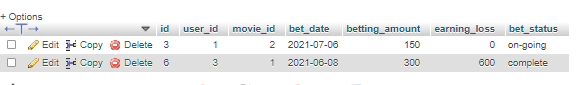 + Options
←T→ id user_id movie_id bet_date betting_amount earning_loss bet_status
Edit Copy Delete 3 1 2 2021-07-06 150 0 on-going
Edit Copy Delete 6 3 1 2021-06-08 300 600 complete